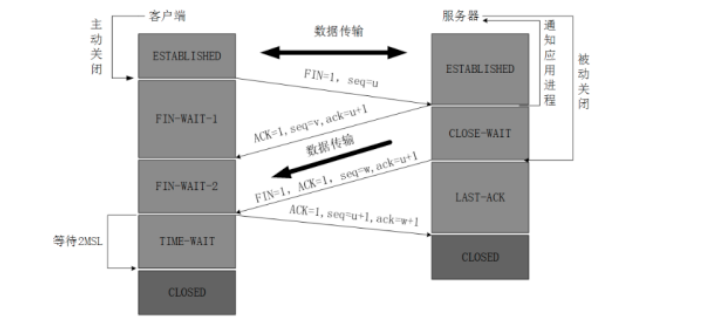 客户端
服务器
主动关闭
数据传输
通知应用进程
被动关闭
ESTABLISHED
ESTABLISHED
FIN=1, seq=u
FIN-WAIT-1
ACK=1,seq=v,ack=u+1
CLOSE-WAIT
数据传输
FIN-WAIT-2
FIN=1, ACK=1, seq=w,ack=u+1
LAST-ACK
ACK=1,seq=u+1,ack=w+1
等待2MSL
TIME-WAIT
CLOSED
CLOSED